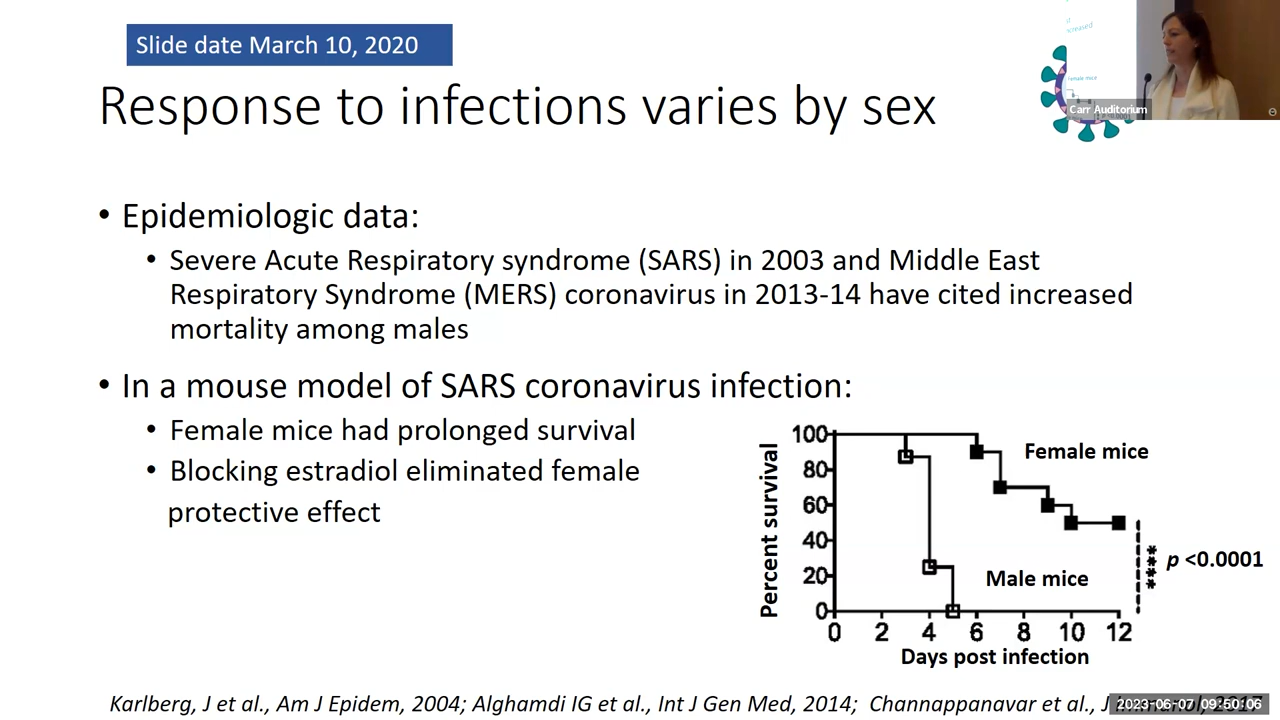 Slide date March 10, 2020
Response to infections varies by sex
Female mice
Carr Auditorium
• Epidemiologic data:
• Severe Acute Respiratory syndrome (SARS) in 2003 and Middle East
Respiratory Syndrome (MERS) coronavirus in 2013-14 have cited increased
mortality among males
• In a mouse model of SARS coronavirus infection:
• Female mice had prolonged survival
• Blocking estradiol eliminated female
protective effect
Percent survival
100
80
60
40
20
0
Female mice
Male mice
**** p <0.0001
0 2 4 6 8 10 12
Days post infection
Karlberg, J et al., Am J Epidem, 2004; Alghamdi IG et al., Int J Gen Med, 2014; Channappanavar et al., J
2023-06-07 09:50:06